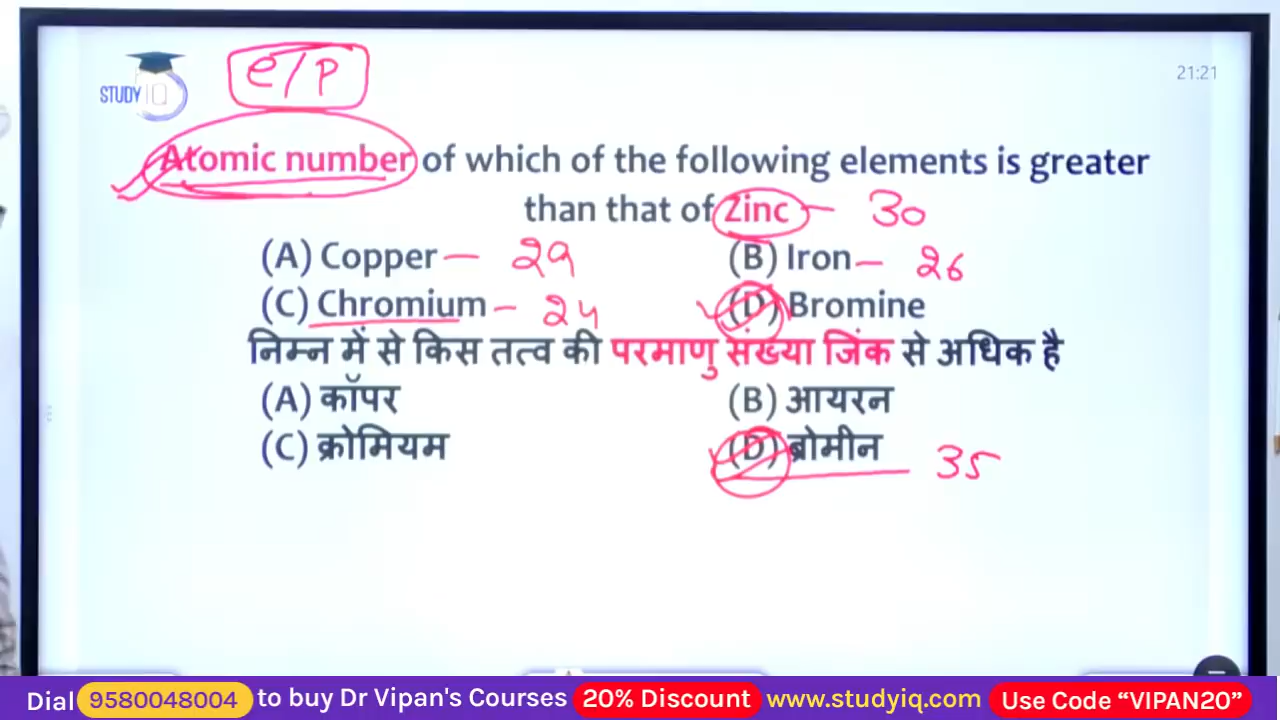 e/p
STUDY IQ
21:21
Atomic number of which of the following elements is greater
than that of Zinc - 30
(A) Copper - 29
(B) Iron - 26
(C) Chromium - 24
(D) Bromine
निम्न में से किस तत्व की परमाणु संख्या जिंक से अधिक है
(A) कॉपर
(B) आयरन
(C) क्रोमियम
(D) ब्रोमीन 35
Dial 9580048004 to buy Dr Vipan's Courses 20% Discount www.studyiq.com Use Code “VIPAN20”